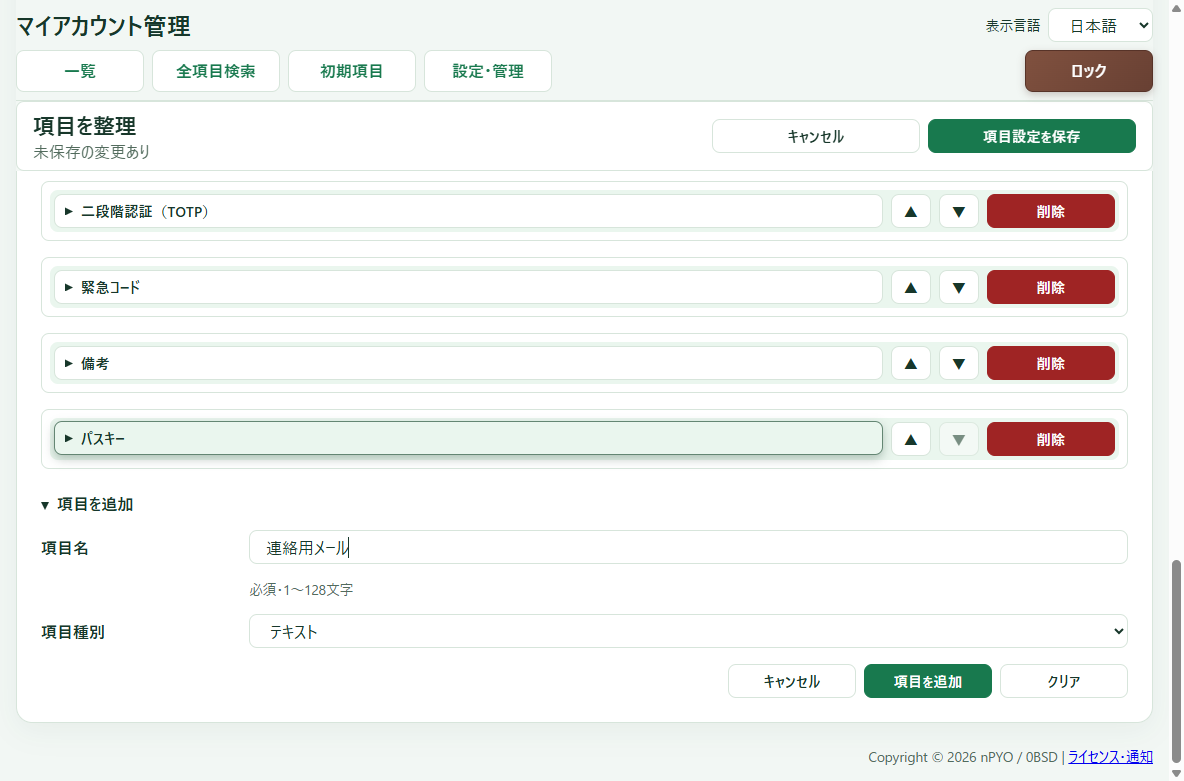 マイアカウント管理
表示言語 日本語
一覧 全項目検索 初期項目 設定・管理 ロック
項目を整理
未保存の変更あり
キャンセル 項目設定を保存
▶ 二段階認証（TOTP） ▲ ▼ 削除
▶ 緊急コード ▲ ▼ 削除
▶ 備考 ▲ ▼ 削除
▶ パスキー ▲ ▼ 削除
▼ 項目を追加
項目名 連絡用メール
必須・1～128文字
項目種別 テキスト
キャンセル 項目を追加 クリア
Copyright © 2026 nPYO / 0BSD | ライセンス・通知